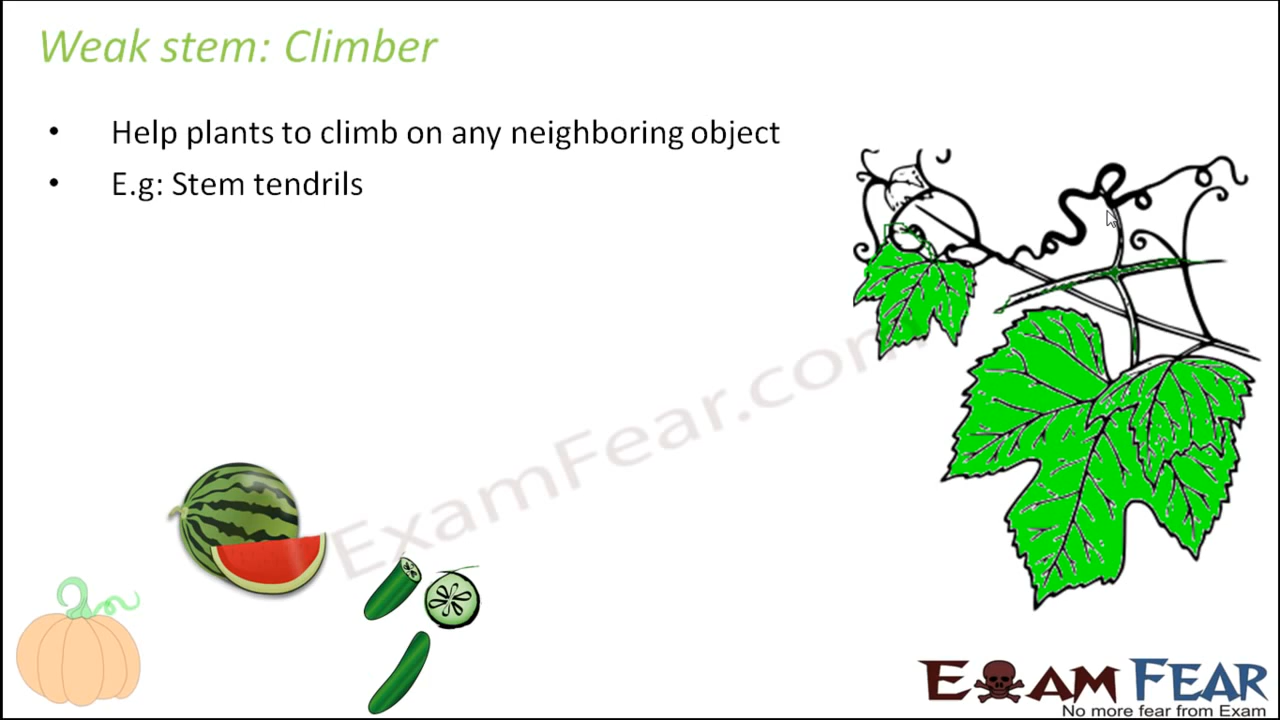 Weak stem: Climber
• Help plants to climb on any neighboring object
• E.g: Stem tendrils
ExamFear.com
EXAM FEAR
No more fear from Exam